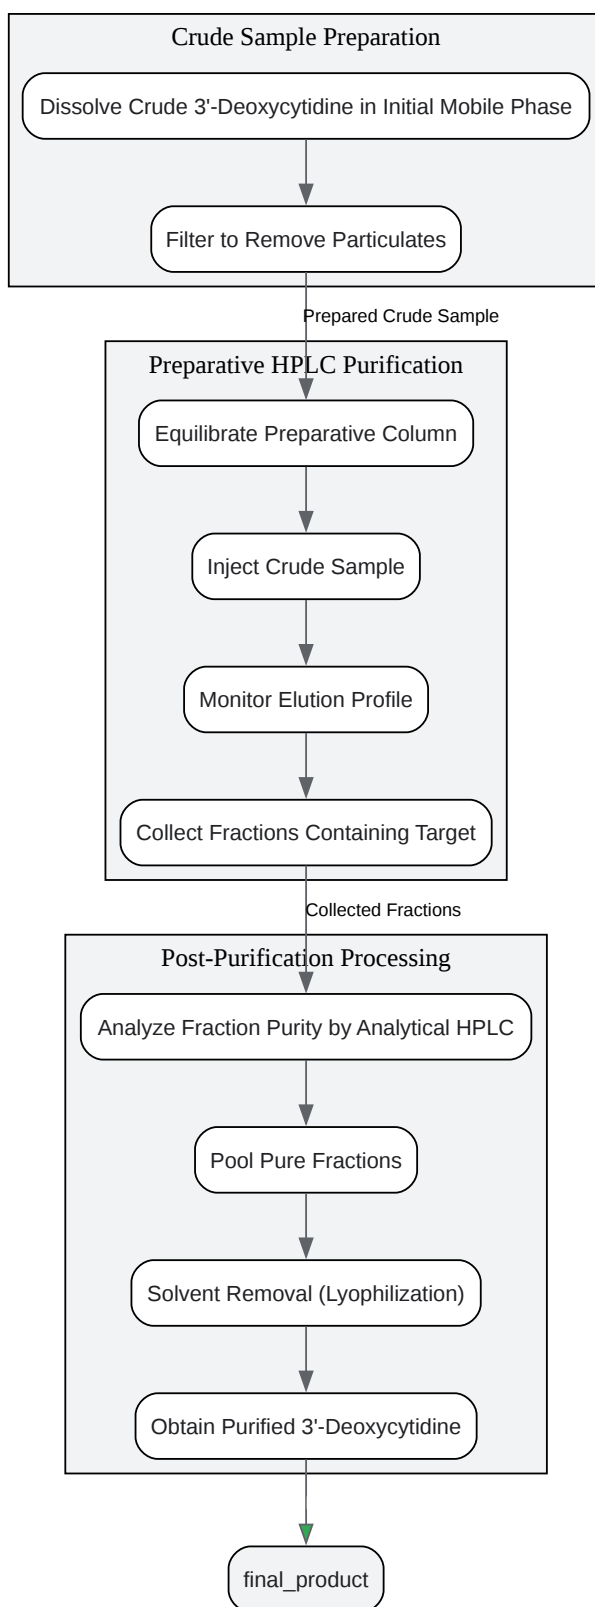 Crude Sample Preparation
Dissolve Crude 3'-Deoxycytidine in Initial Mobile Phase
Filter to Remove Particulates
Prepared Crude Sample
Preparative HPLC Purification
Equilibrate Preparative Column
Inject Crude Sample
Monitor Elution Profile
Collect Fractions Containing Target
Collected Fractions
Post-Purification Processing
Analyze Fraction Purity by Analytical HPLC
Pool Pure Fractions
Solvent Removal (Lyophilization)
Obtain Purified 3'-Deoxycytidine
final_product